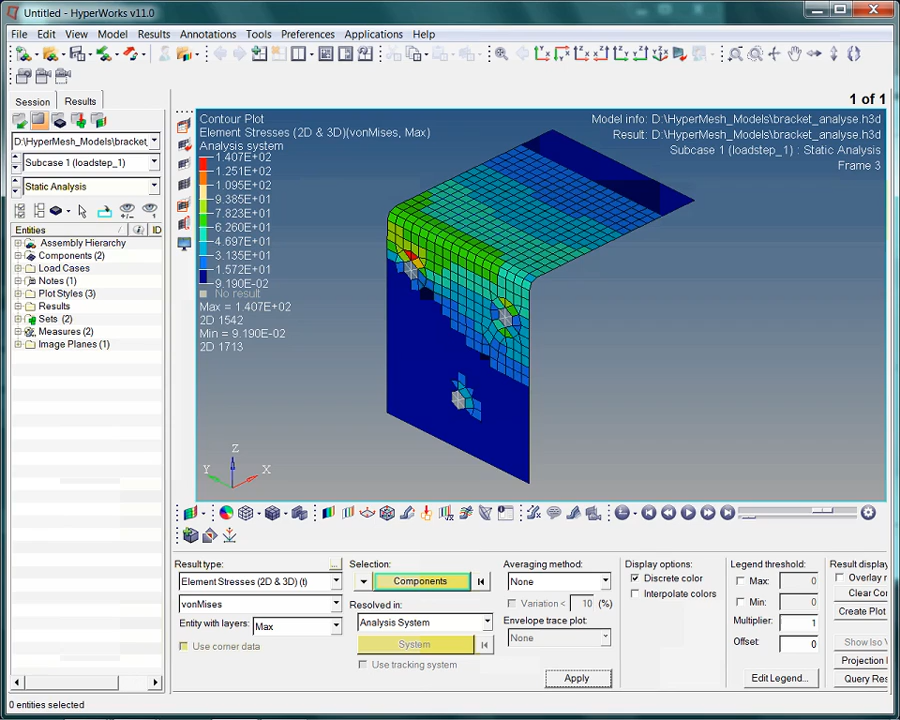 Untitled - HyperWorks v11.0
File Edit View Model Results Annotations Tools Preferences Applications Help
Session Results
1 of 1
D:\HyperMesh_Models\bracket_
Subcase 1 (loadstep_1)
Static Analysis
Entities ID
Assembly Hierarchy
Components (2)
Load Cases
Notes (1)
Plot Styles (3)
Results
Sets (2)
Measures (2)
Image Planes (1)
Contour Plot
Element Stresses (2D & 3D)(vonMises, Max)
Analysis system
1.407E+02
1.251E+02
1.095E+02
9.385E+01
7.823E+01
6.260E+01
4.697E+01
3.135E+01
1.572E+01
9.190E-02
No result
Max = 1.407E+02
2D 1542
Min = 9.190E-02
2D 1713
Model info: D:\HyperMesh_Models\bracket_analyse.h3d
Result: D:\HyperMesh_Models\bracket_analyse.h3d
Subcase 1 (loadstep_1) : Static Analysis
Frame 3
Z
Y
X
Result type:
...
Element Stresses (2D & 3D) (t)
vonMises
Entity with layers: Max
Use corner data
Selection:
Components
Resolved in:
Analysis System
System
Use tracking system
Averaging method:
None
Variation < 10 (%)
Envelope trace plot:
None
Apply
Display options:
Discrete color
Interpolate colors
Legend threshold:
Max: 0
Min: 0
Multiplier: 1
Offset: 0
Edit Legend...
Result display
Overlay r
Clear Co
Create Plot
Show Iso V
Projection
Query Res
0 entities selected